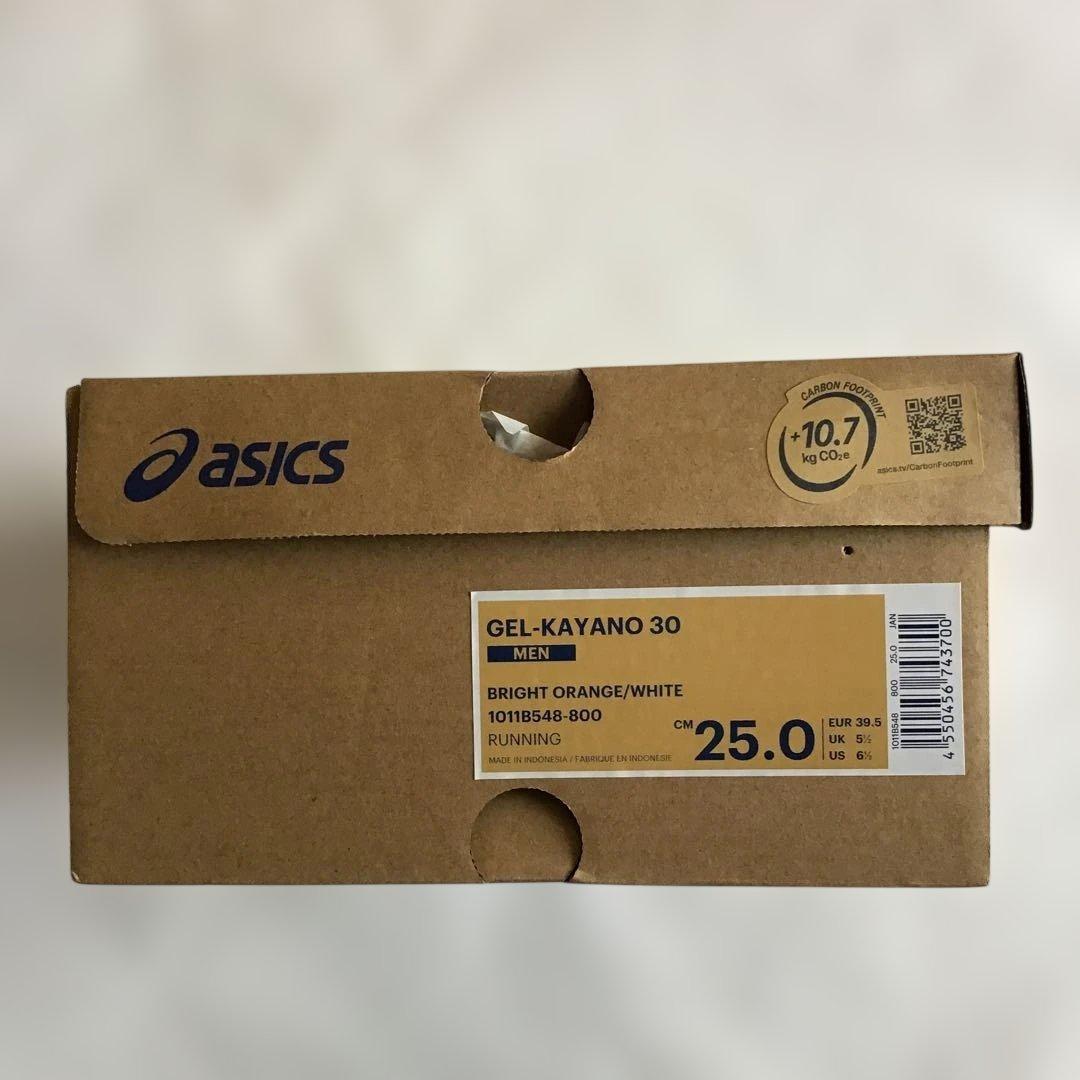 asics
CARBON FOOTPRINT
+10.7
kg CO₂e
asics.tv/CarbonFootprint
GEL-KAYANO 30
MEN
BRIGHT ORANGE/WHITE
1011B548-800
RUNNING
MADE IN INDONESIA / FABRIQUE EN INDONÉSIE
CM 25.0
EUR 39.5
UK 5½
US 6½
1011B548 800 25.0 JAN
4 550456 743700